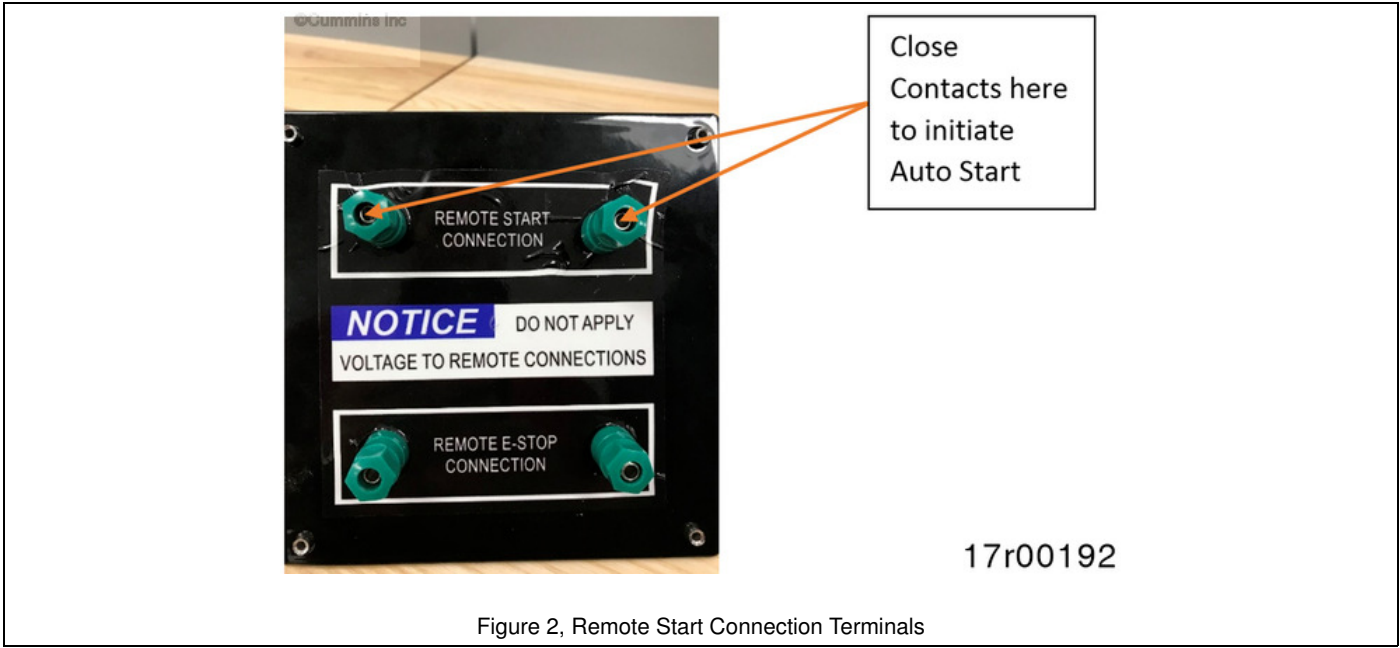 ©Cummins Inc
Close
Contacts here
to initiate
Auto Start
REMOTE START
CONNECTION
NOTICE DO NOT APPLY
VOLTAGE TO REMOTE CONNECTIONS
REMOTE E-STOP
CONNECTION
17r00192
Figure 2, Remote Start Connection Terminals